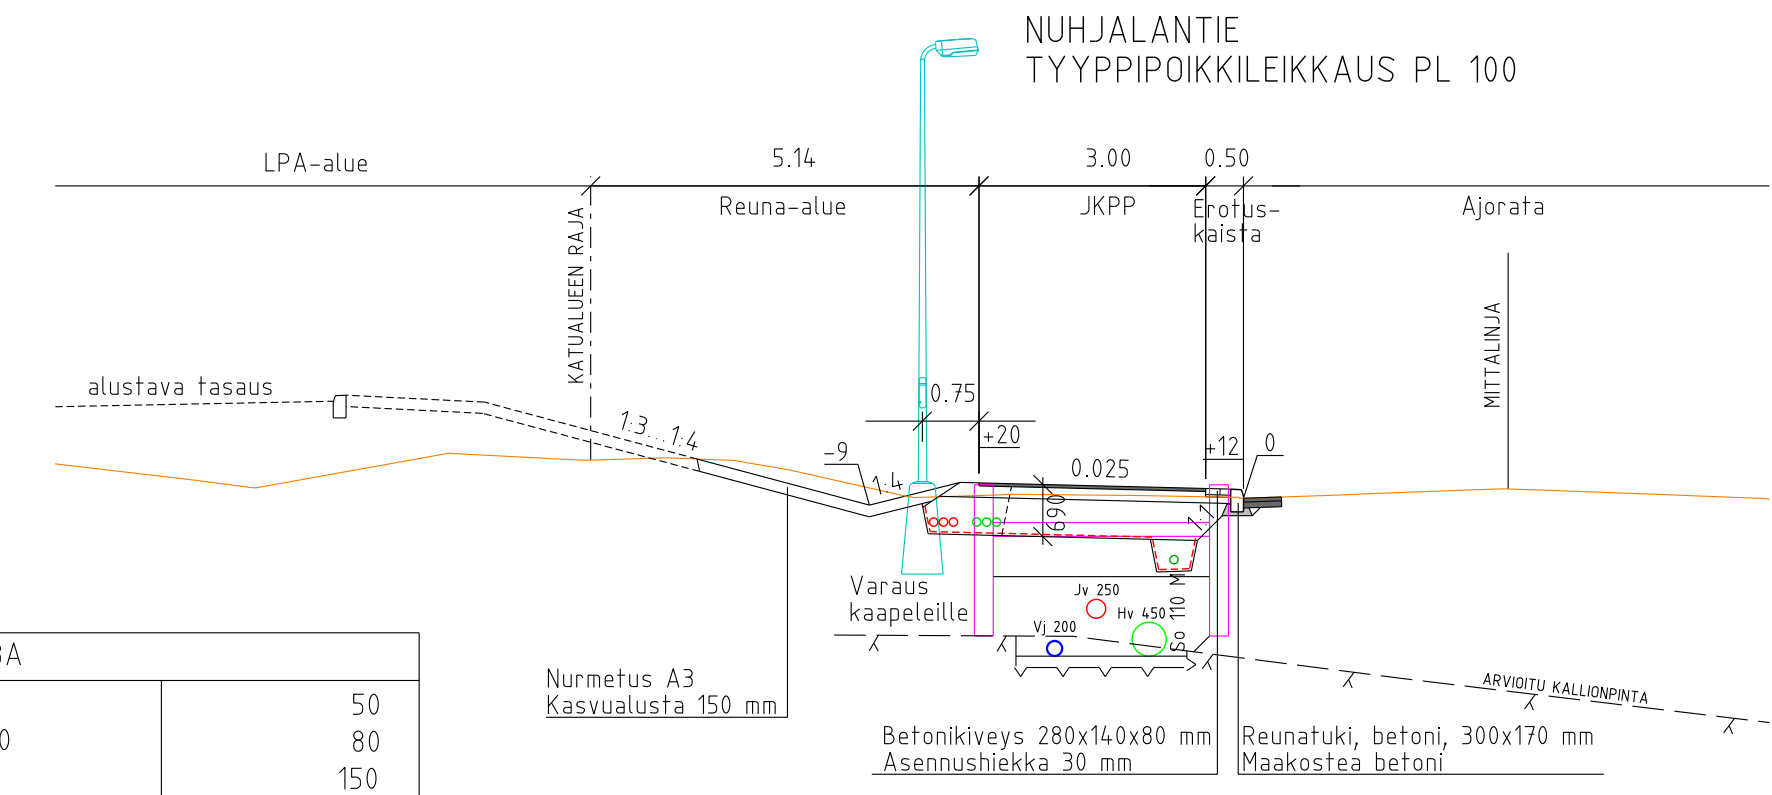 NUHJALANTIE
TYYPPIPOIKKILEIKKAUS PL 100
LPA-alue
5.14
3.00
0.50
Reuna-alue
JKPP
Erotus-
kaista
Ajorata
KATUALUEEN RAJA
MITTALINJA
alustava tasaus
0.75
1:3...1:4
+20
+12
0
-9
1:4
0.025
690
1:1
Varaus
kaapeleille
Jv 250
Hv 450
So 110 M
Vj 200
ARVIOITU KALLIONPINTA
Nurmetus A3
Kasvualusta 150 mm
Betonikiveys 280x140x80 mm
Asennushiekka 30 mm
Reunatuki, betoni, 300x170 mm
Maakostea betoni
50
80
150